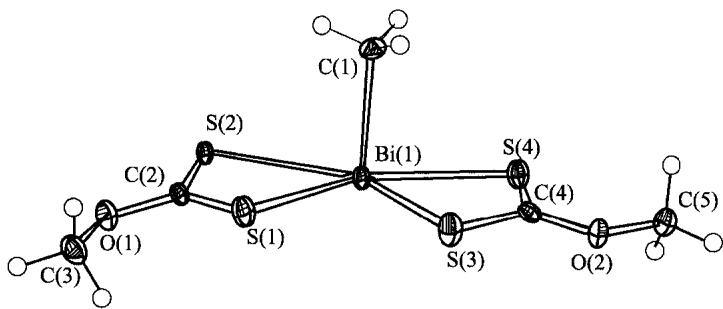 C(1)
S(2)
Bi(1)
S(4)
C(2)
C(4)
C(5)
S(1)
O(1)
S(3)
O(2)
C(3)